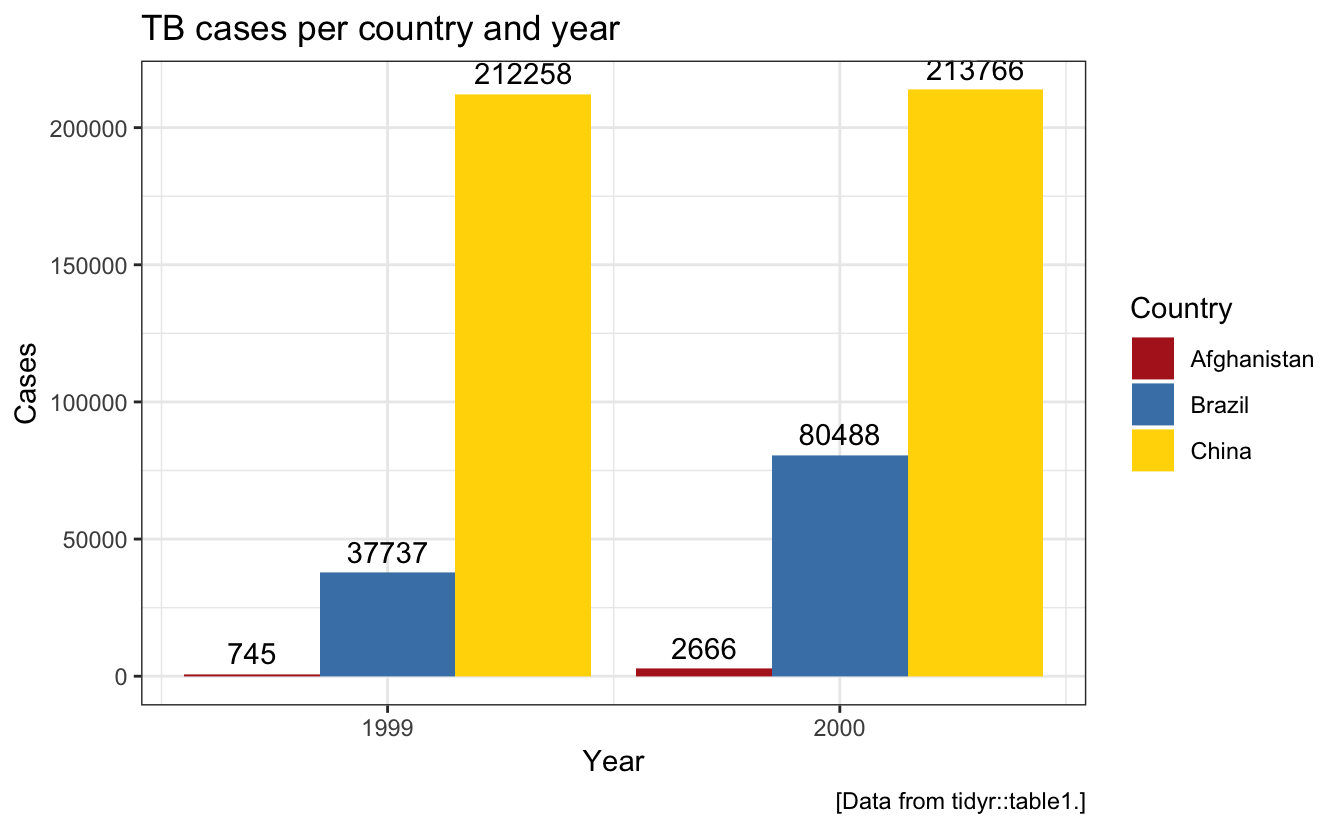 TB cases per country and year
Cases
200000
150000
100000
50000
0
745
37737
212258
2666
80488
213766
1999
2000
Year
Country
Afghanistan
Brazil
China
[Data from tidyr::table1.]